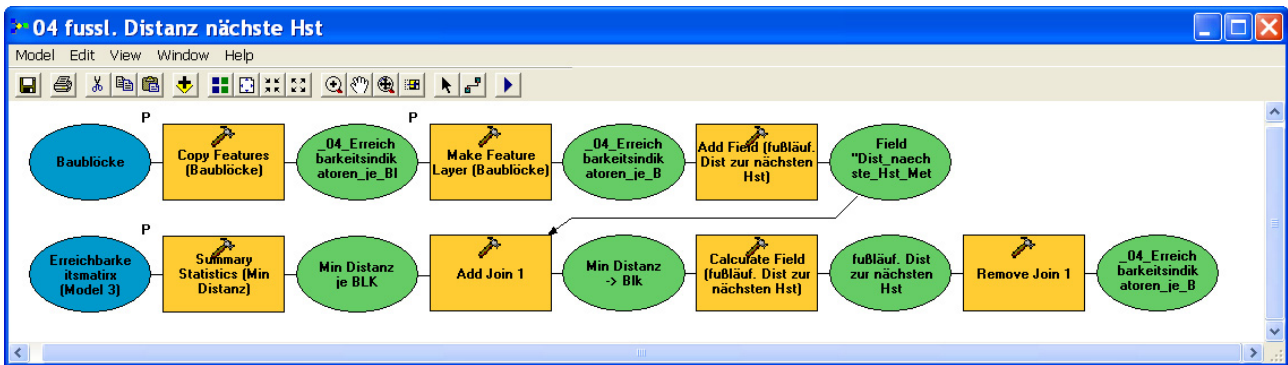 04 fussl. Distanz nächste Hst
Model Edit View Window Help
P
P
Baublöcke
Copy Features
(Baublöcke)
_04_Erreich
barkeitsindik
atoren_je_Bl
Make Feature
Layer (Baublöcke)
_04_Erreich
barkeitsindik
atoren_je_B
Add Field (fußläuf.
Dist zur nächsten
Hst)
Field
"Dist_naech
ste_Hst_Met
P
Erreichbarke
itsmatirx
(Model 3)
Summary
Statistics (Min
Distanz)
Min Distanz
je BLK
Add Join 1
Min Distanz
-> Blk
Calculate Field
(fußläuf. Dist zur
nächsten Hst)
fußläuf. Dist
zur nächsten
Hst
Remove Join 1
_04_Erreich
barkeitsindik
atoren_je_B